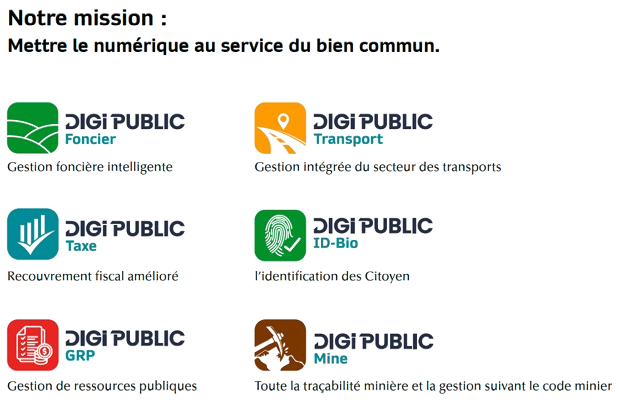 Notre mission :
Mettre le numérique au service du bien commun.
DIGI PUBLIC
Foncier
Gestion foncière intelligente
DIGI PUBLIC
Transport
Gestion intégrée du secteur des transports
DIGI PUBLIC
Taxe
Recouvrement fiscal amélioré
DIGI PUBLIC
ID-Bio
l'identification des Citoyen
DIGI PUBLIC
GRP
Gestion de ressources publiques
DIGI PUBLIC
Mine
Toute la traçabilité minière et la gestion suivant le code minier